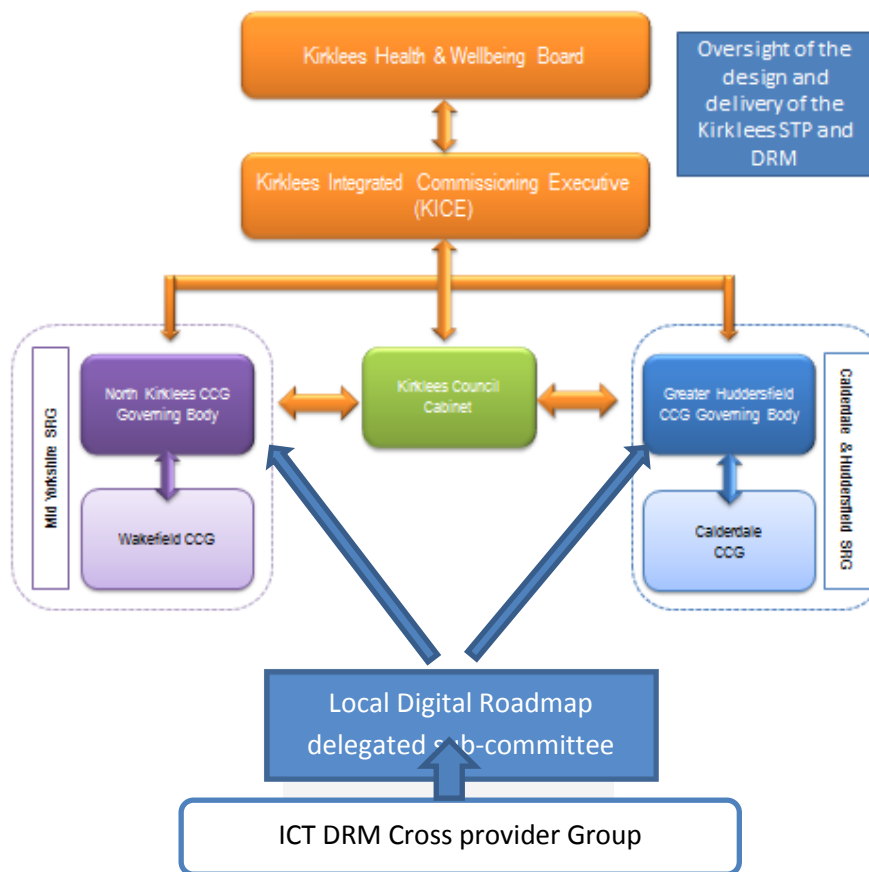 Kirklees Health & Wellbeing Board
Oversight of the
design and
delivery of the
Kirklees STP and
DRM
Kirklees Integrated Commissioning Executive
(KICE)
Mid Yorkshire SRG
North Kirklees CCG
Governing Body
Kirklees Council
Cabinet
Greater Huddersfield
CCG Governing Body
Calderdale & Huddersfield SRG
Wakefield CCG
Calderdale
CCG
Local Digital Roadmap
delegated sub-committee
ICT DRM Cross provider Group